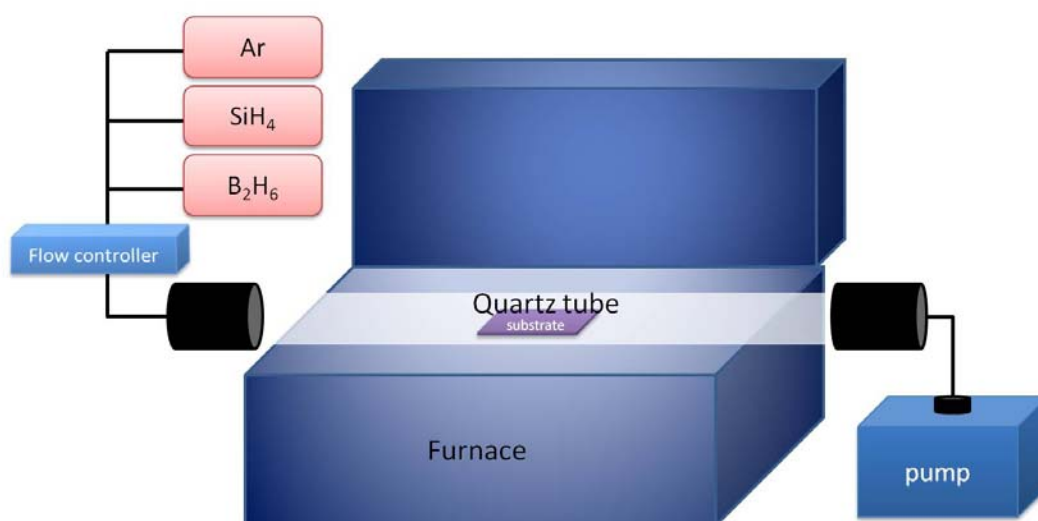 Ar
SiH₄
B₂H₆
Flow controller
Quartz tube
substrate
Furnace
pump